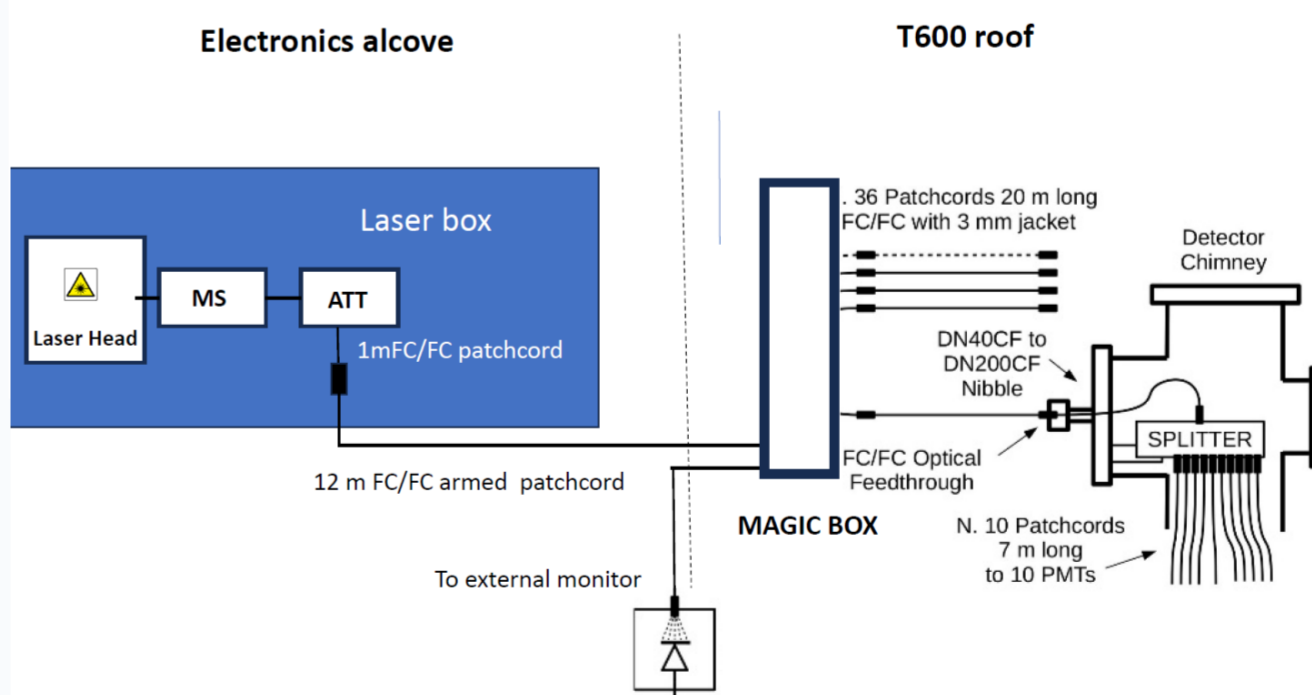 Electronics alcove
T600 roof
Laser box
Laser Head
MS
ATT
1mFC/FC patchcord
12 m FC/FC armed patchcord
To external monitor
MAGIC BOX
. 36 Patchcords 20 m long
FC/FC with 3 mm jacket
Detector
Chimney
DN40CF to
DN200CF
Nibble
SPLITTER
FC/FC Optical
Feedthrough
N. 10 Patchcords
7 m long
to 10 PMTs